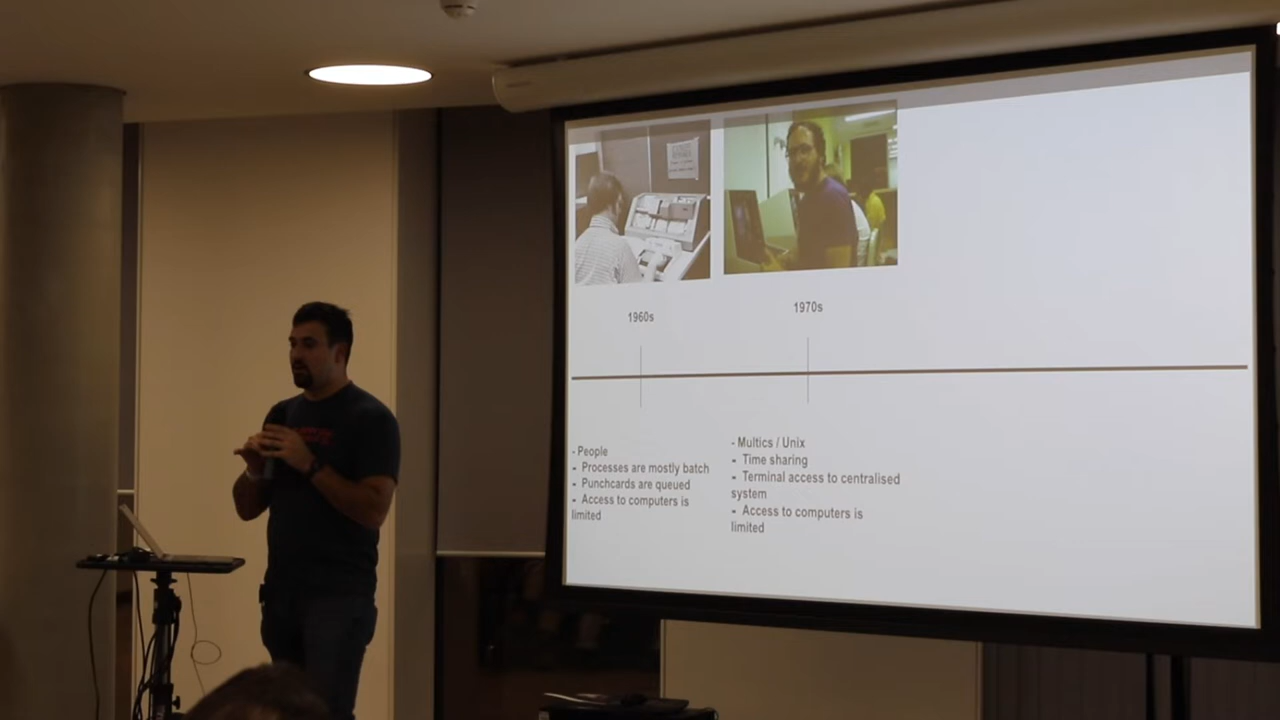 1960s
1970s
- People
- Processes are mostly batch
- Punchcards are queued
- Access to computers is
limited
- Multics / Unix
- Time sharing
- Terminal access to centralised
system
- Access to computers is
limited